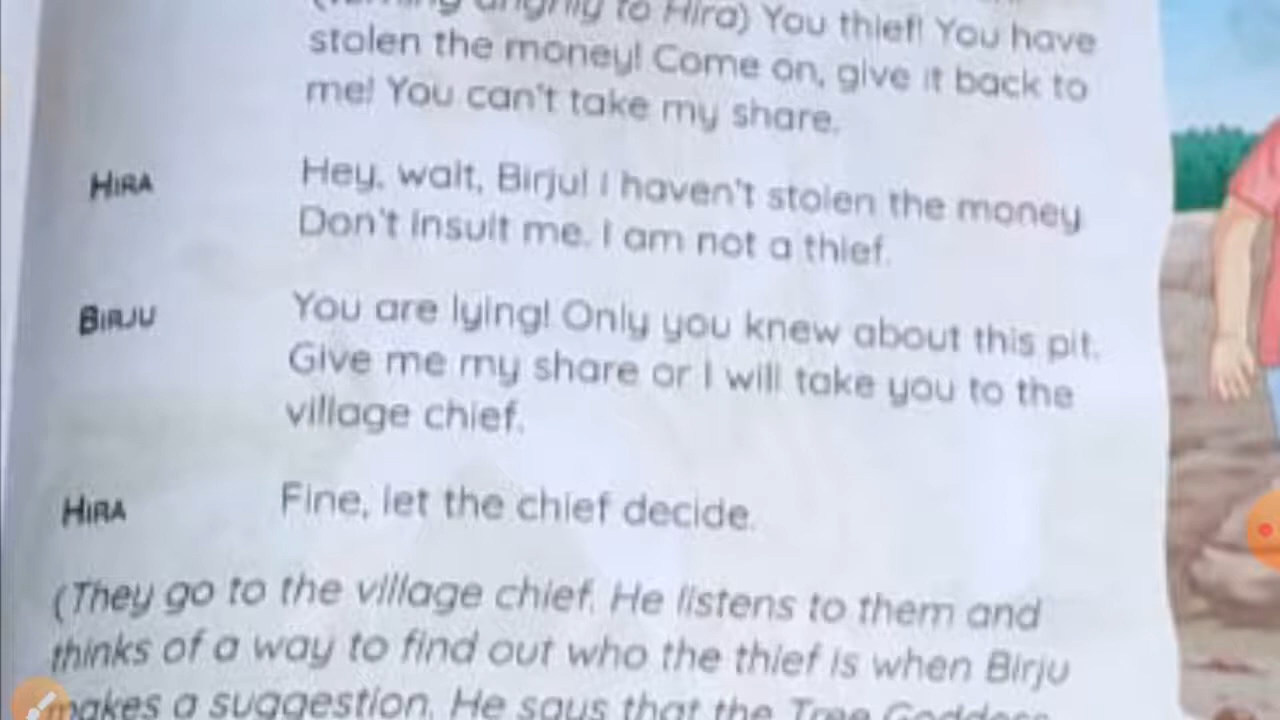 (Turning angrily to Hira) You thief! You have
stolen the money! Come on, give it back to
me! You can't take my share.
HIRA Hey, wait, Birju! I haven't stolen the money
Don't insult me. I am not a thief.
BIRJU You are lying! Only you knew about this pit.
Give me my share or I will take you to the
village chief.
HIRA Fine, let the chief decide.
(They go to the village chief. He listens to them and
thinks of a way to find out who the thief is when Birju
makes a suggestion. He says that the Tree Goddess